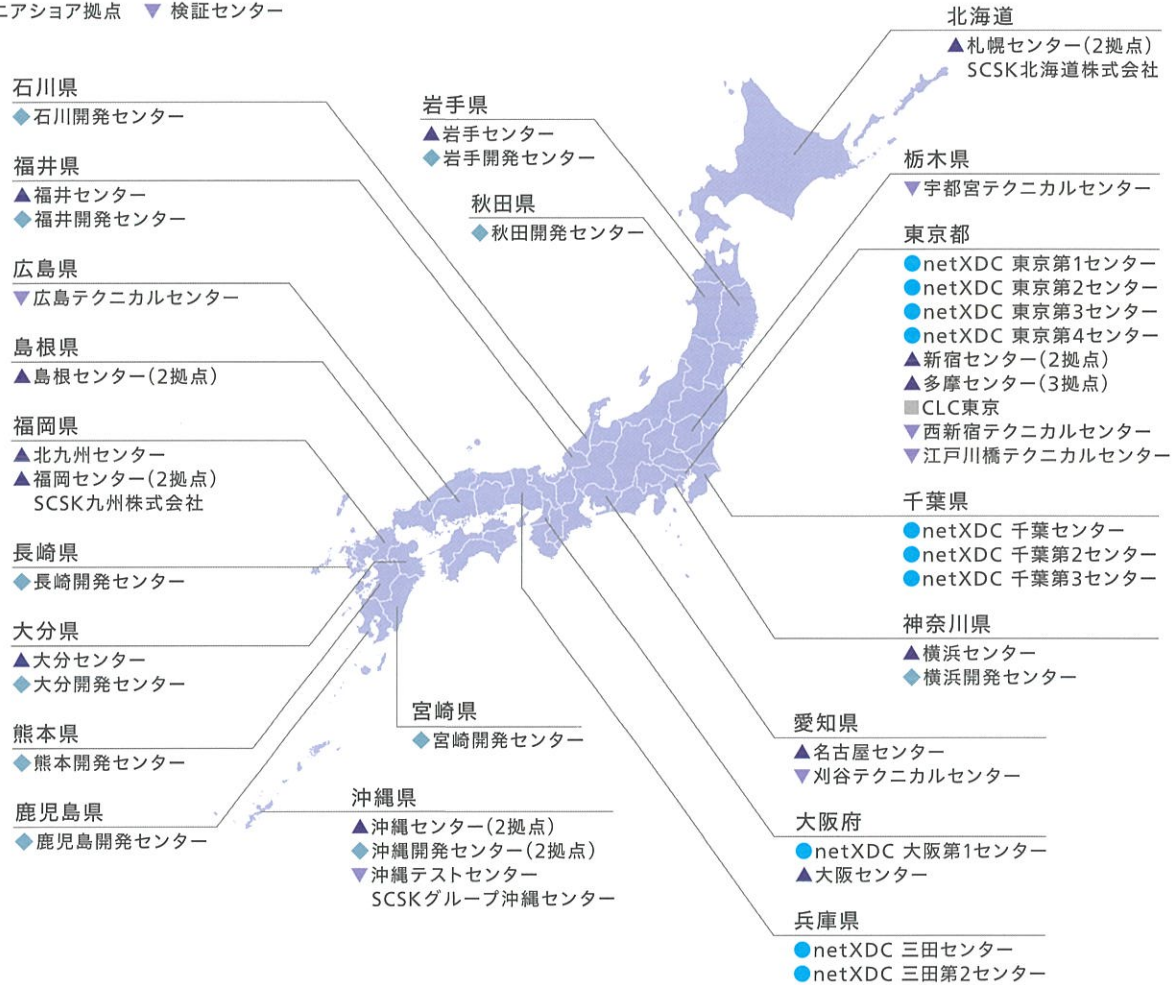 ニアショア拠点 ▼ 検証センター
石川県
◆石川開発センター
福井県
▲福井センター
◆福井開発センター
広島県
▼広島テクニカルセンター
島根県
▲島根センター(2拠点)
福岡県
▲北九州センター
▲福岡センター(2拠点)
SCSK九州株式会社
長崎県
◆長崎開発センター
大分県
▲大分センター
◆大分開発センター
熊本県
◆熊本開発センター
鹿児島県
◆鹿児島開発センター
岩手県
▲岩手センター
◆岩手開発センター
秋田県
◆秋田開発センター
宮崎県
◆宮崎開発センター
沖縄県
▲沖縄センター(2拠点)
◆沖縄開発センター(2拠点)
▼沖縄テストセンター
SCSKグループ沖縄センター
北海道
▲札幌センター(2拠点)
SCSK北海道株式会社
栃木県
▼宇都宮テクニカルセンター
東京都
●netXDC 東京第1センター
●netXDC 東京第2センター
●netXDC 東京第3センター
●netXDC 東京第4センター
▲新宿センター(2拠点)
▲多摩センター(3拠点)
■CLC東京
▼西新宿テクニカルセンター
▼江戸川橋テクニカルセンター
千葉県
●netXDC 千葉センター
●netXDC 千葉第2センター
●netXDC 千葉第3センター
神奈川県
▲横浜センター
◆横浜開発センター
愛知県
▲名古屋センター
▼刈谷テクニカルセンター
大阪府
●netXDC 大阪第1センター
▲大阪センター
兵庫県
●netXDC 三田センター
●netXDC 三田第2センター